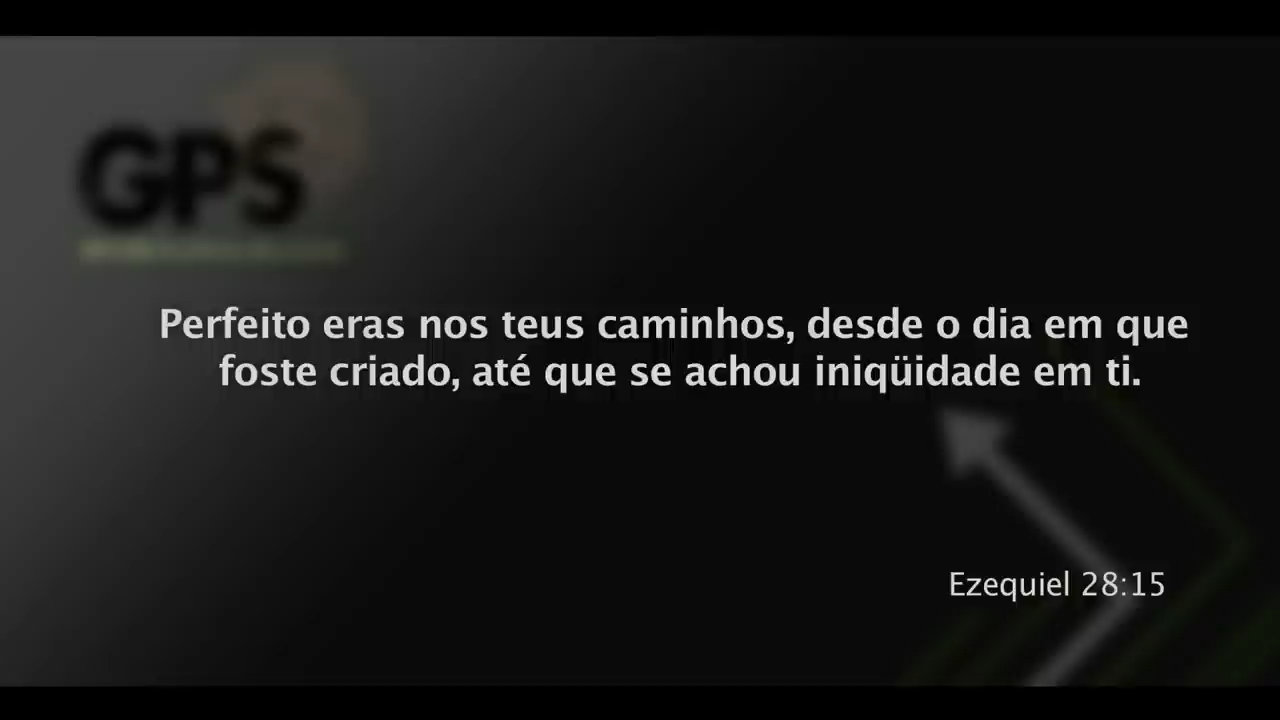 GPS
Perfeito eras nos teus caminhos, desde o dia em que
foste criado, até que se achou iniqüidade em ti.
Ezequiel 28:15